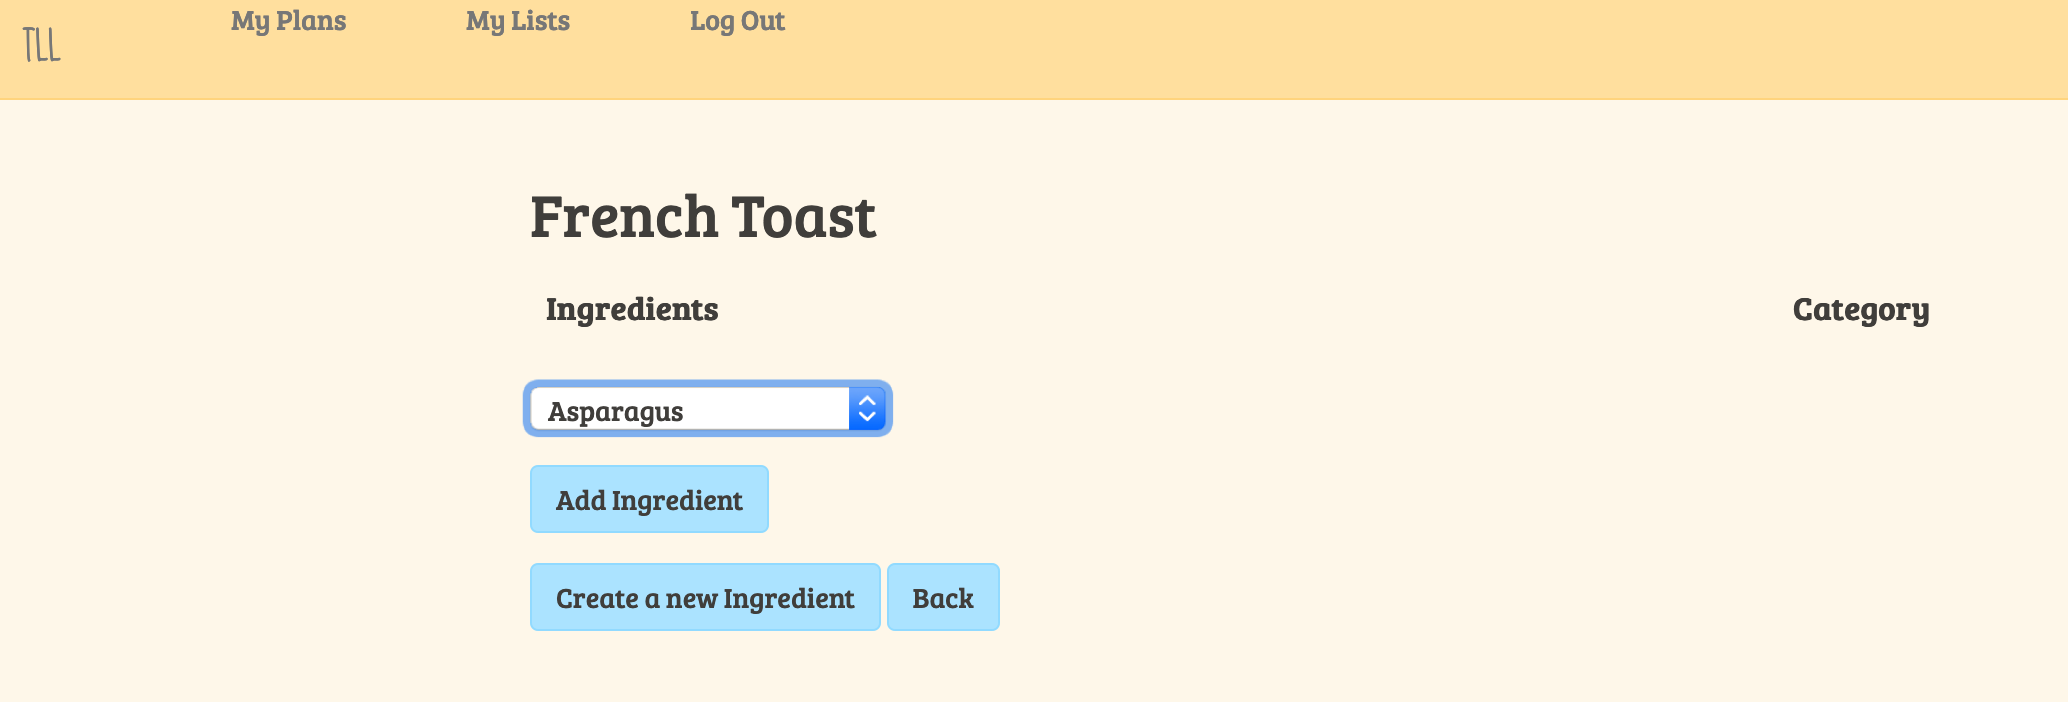 TLL
My Plans
My Lists
Log Out
French Toast
Ingredients
Category
Asparagus
Add Ingredient
Create a new Ingredient
Back